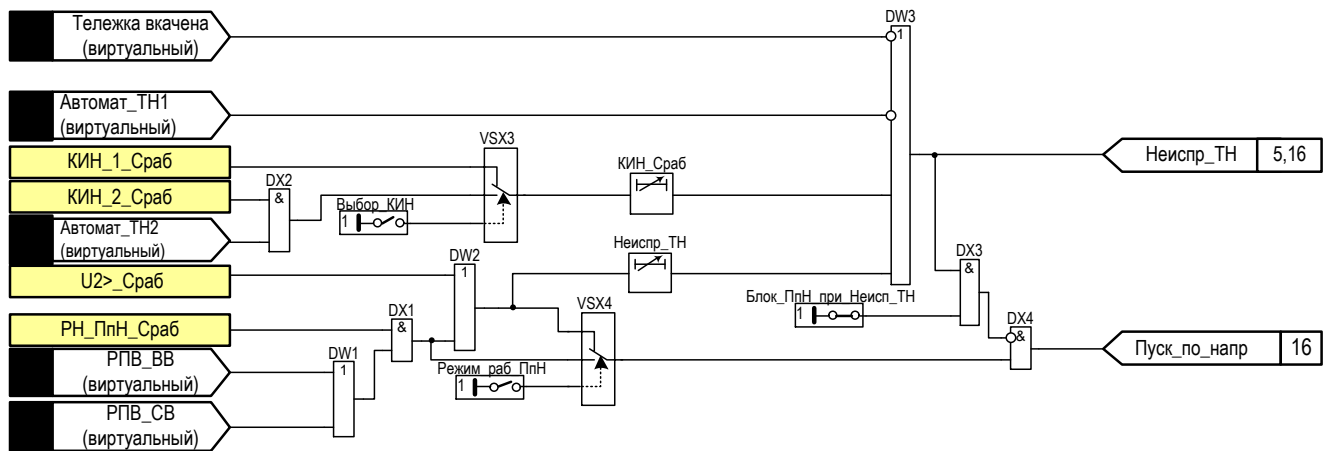 Тележка вкачена
(виртуальный)
DW3
1
Автомат_ТН1
(виртуальный)
VSX3
КИН_1_Сраб
КИН_Сраб
Неиспр_ТН
5,16
КИН_2_Сраб
DX2
&
Выбор_КИН
1
Автомат_ТН2
(виртуальный)
Неиспр_ТН
DW2
1
DX3
&
U2>_Сраб
Блок_ПпН_при_Неисп_ТН
1
VSX4
DX1
&
DX4
&
РН_ПпН_Сраб
Пуск_по_напр
16
РПВ_ВВ
(виртуальный)
DW1
1
Режим_раб_ПпН
1
РПВ_СВ
(виртуальный)